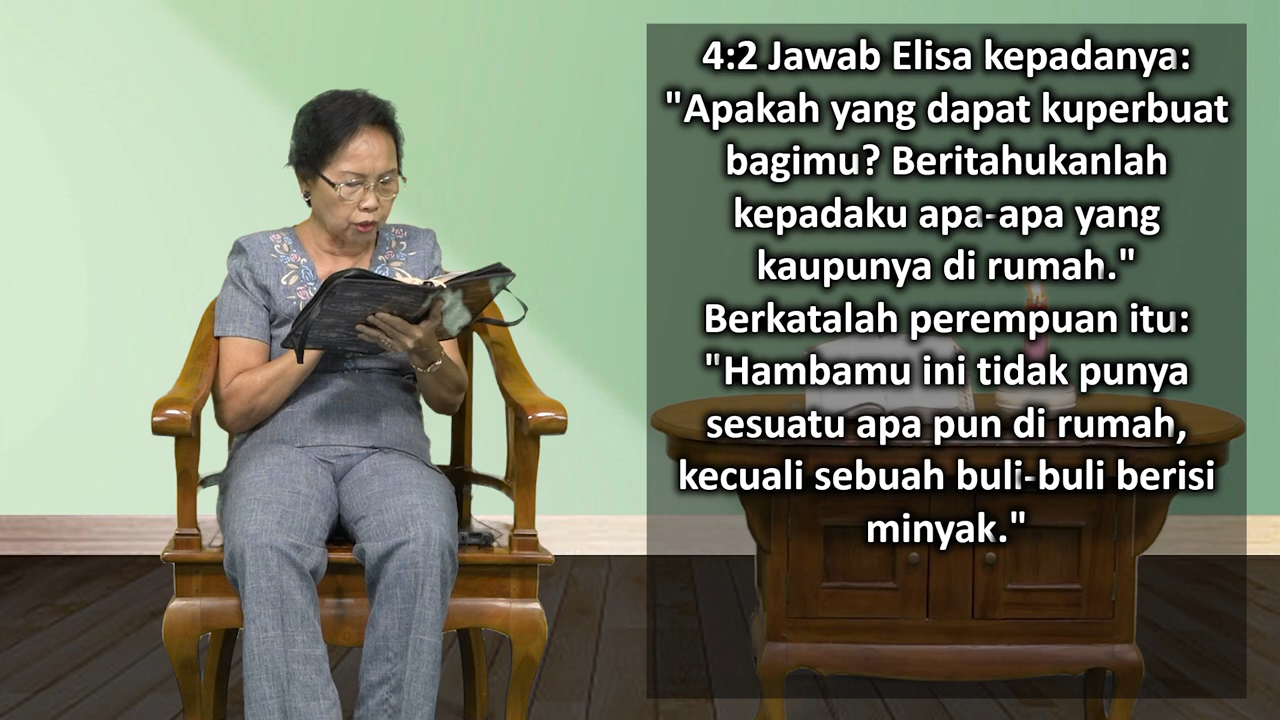 4:2 Jawab Elisa kepadanya:
"Apakah yang dapat kuperbuat
bagimu? Beritahukanlah
kepadaku apa-apa yang
kaupunya di rumah."
Berkatalah perempuan itu:
"Hambamu ini tidak punya
sesuatu apa pun di rumah,
kecuali sebuah buli-buli berisi
minyak."